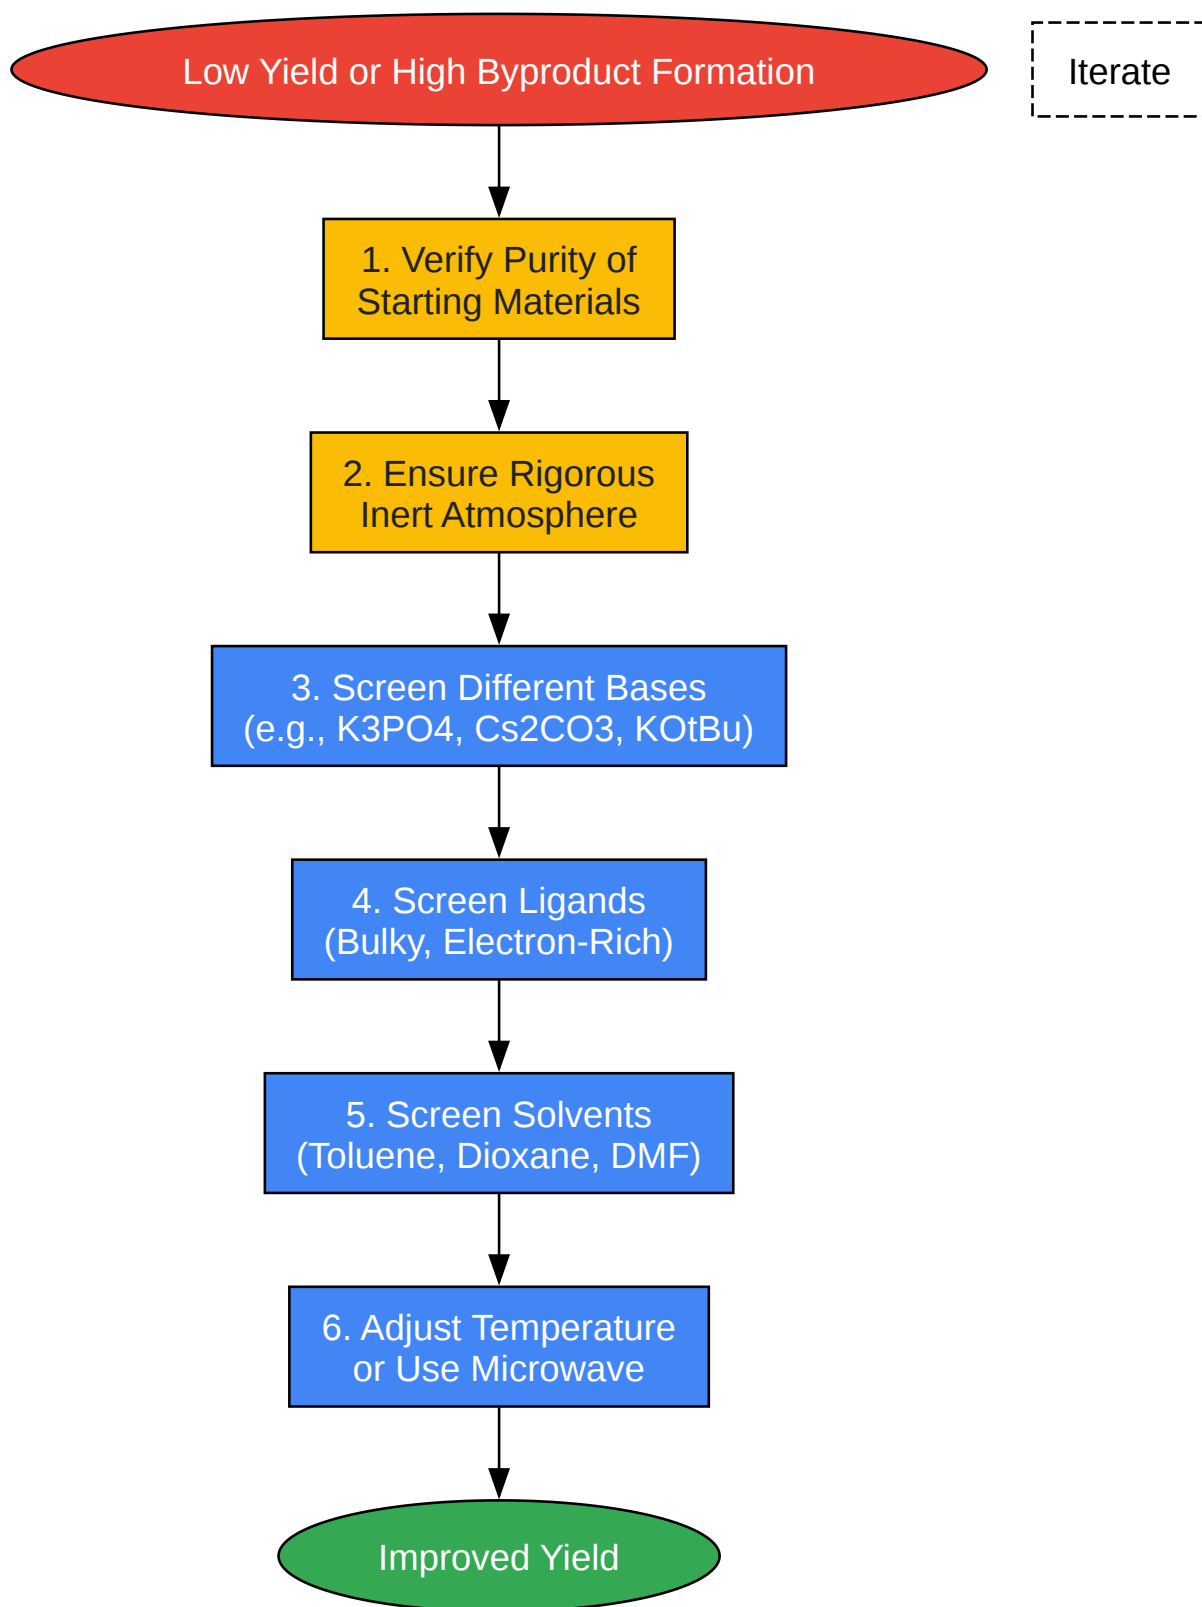 Low Yield or High Byproduct Formation
Iterate
1. Verify Purity of
Starting Materials
2. Ensure Rigorous
Inert Atmosphere
3. Screen Different Bases
(e.g., K3PO4, Cs2CO3, KOtBu)
4. Screen Ligands
(Bulky, Electron-Rich)
5. Screen Solvents
(Toluene, Dioxane, DMF)
6. Adjust Temperature
or Use Microwave
Improved Yield